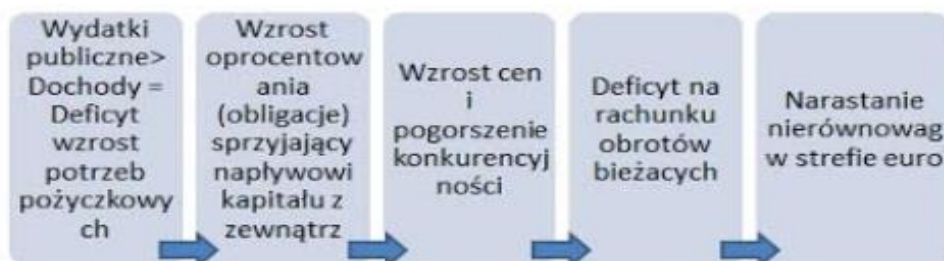 Wydatki
publiczne>
Dochody =
Deficyt
wzrost
potrzeb
pożyczkowy
ch
Wzrost
oprocentow
ania
(obligacje)
sprzyjający
napływowi
kapitału z
zewnątrz
Wzrost cen
i
pogorszenie
konkurencyj
ności
Deficyt na
rachunku
obrotów
bieżacych
Narastanie
nierównowag
w strefie euro